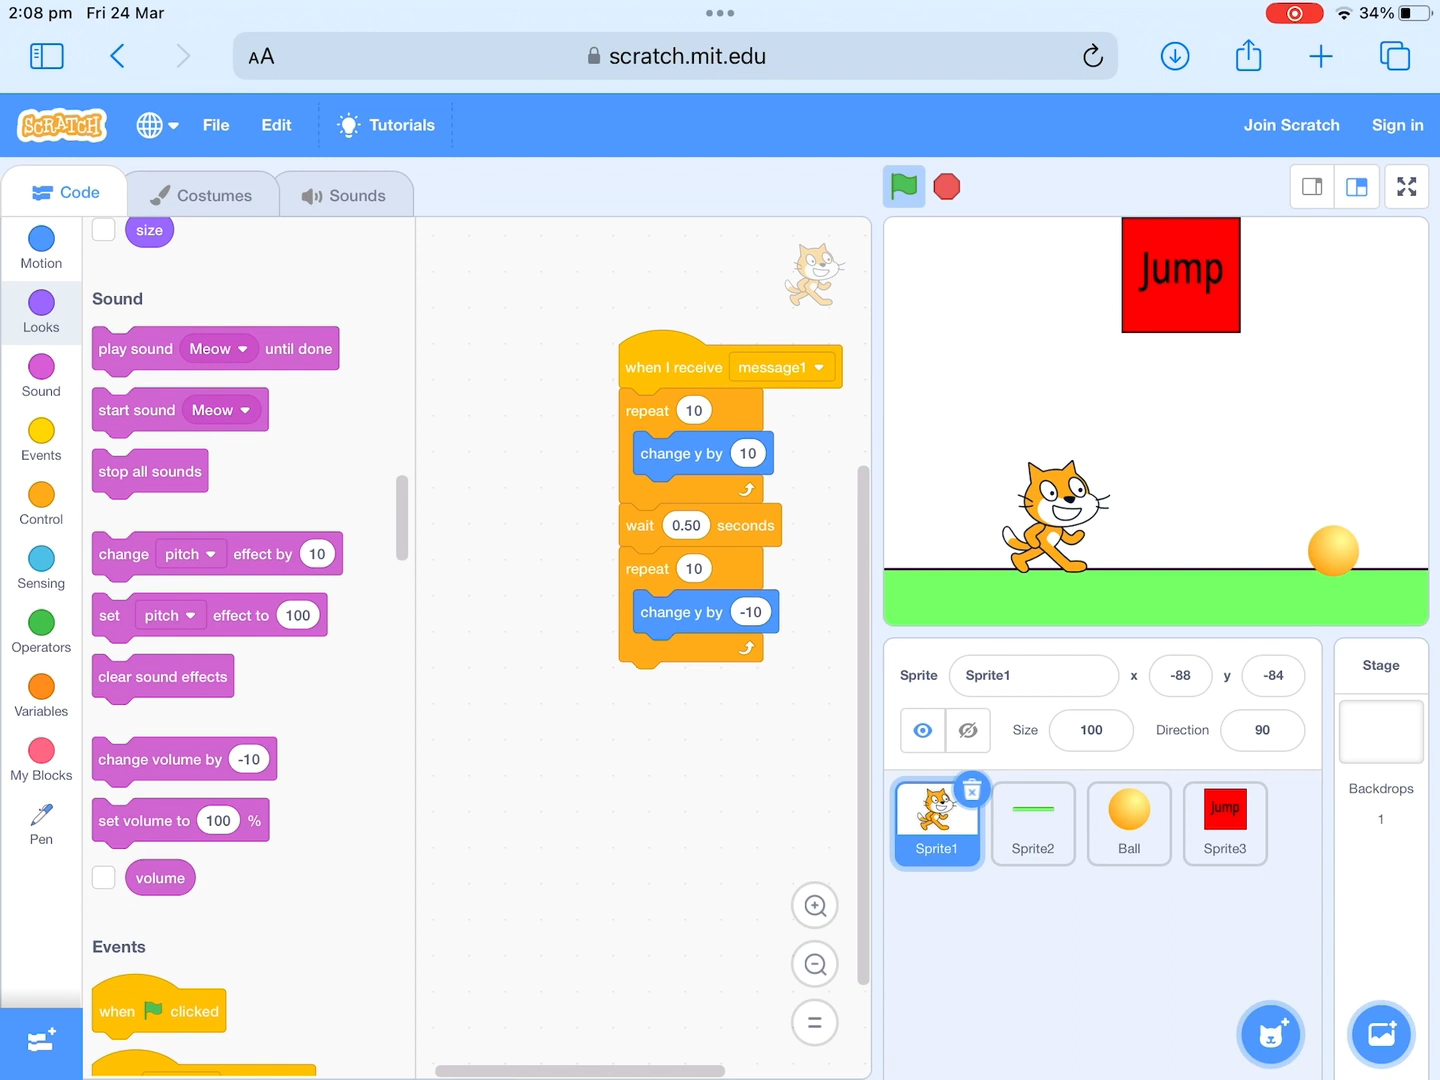 2:08 pm Fri 24 Mar
34%
AA
scratch.mit.edu
SCRATCH
File
Edit
Tutorials
Join Scratch
Sign in
Code
Costumes
Sounds
Motion
Looks
Sound
Events
Control
Sensing
Operators
Variables
My Blocks
Pen
size
Sound
play sound Meow until done
start sound Meow
stop all sounds
change pitch effect by 10
set pitch effect to 100
clear sound effects
change volume by -10
set volume to 100 %
volume
Events
when clicked
when I receive message1
repeat 10
change y by 10
wait 0.50 seconds
repeat 10
change y by -10
Jump
Sprite Sprite1 x -88 y -84
Size 100 Direction 90
Sprite1
Sprite2
Ball
Jump
Sprite3
Stage
Backdrops
1